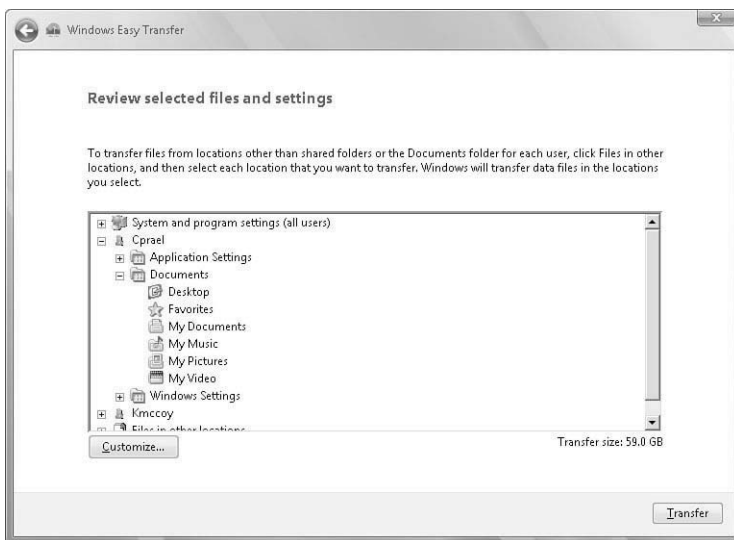 Windows Easy Transfer
Review selected files and settings
To transfer files from locations other than shared folders or the Documents folder for each user, click Files in other
locations, and then select each location that you want to transfer. Windows will transfer data files in the locations
you select.
System and program settings (all users)
Cprael
Application Settings
Documents
Desktop
Favorites
My Documents
My Music
My Pictures
My Video
Windows Settings
Kmccoy
Files in other locations
Customize...
Transfer size: 59.0 GB
Transfer